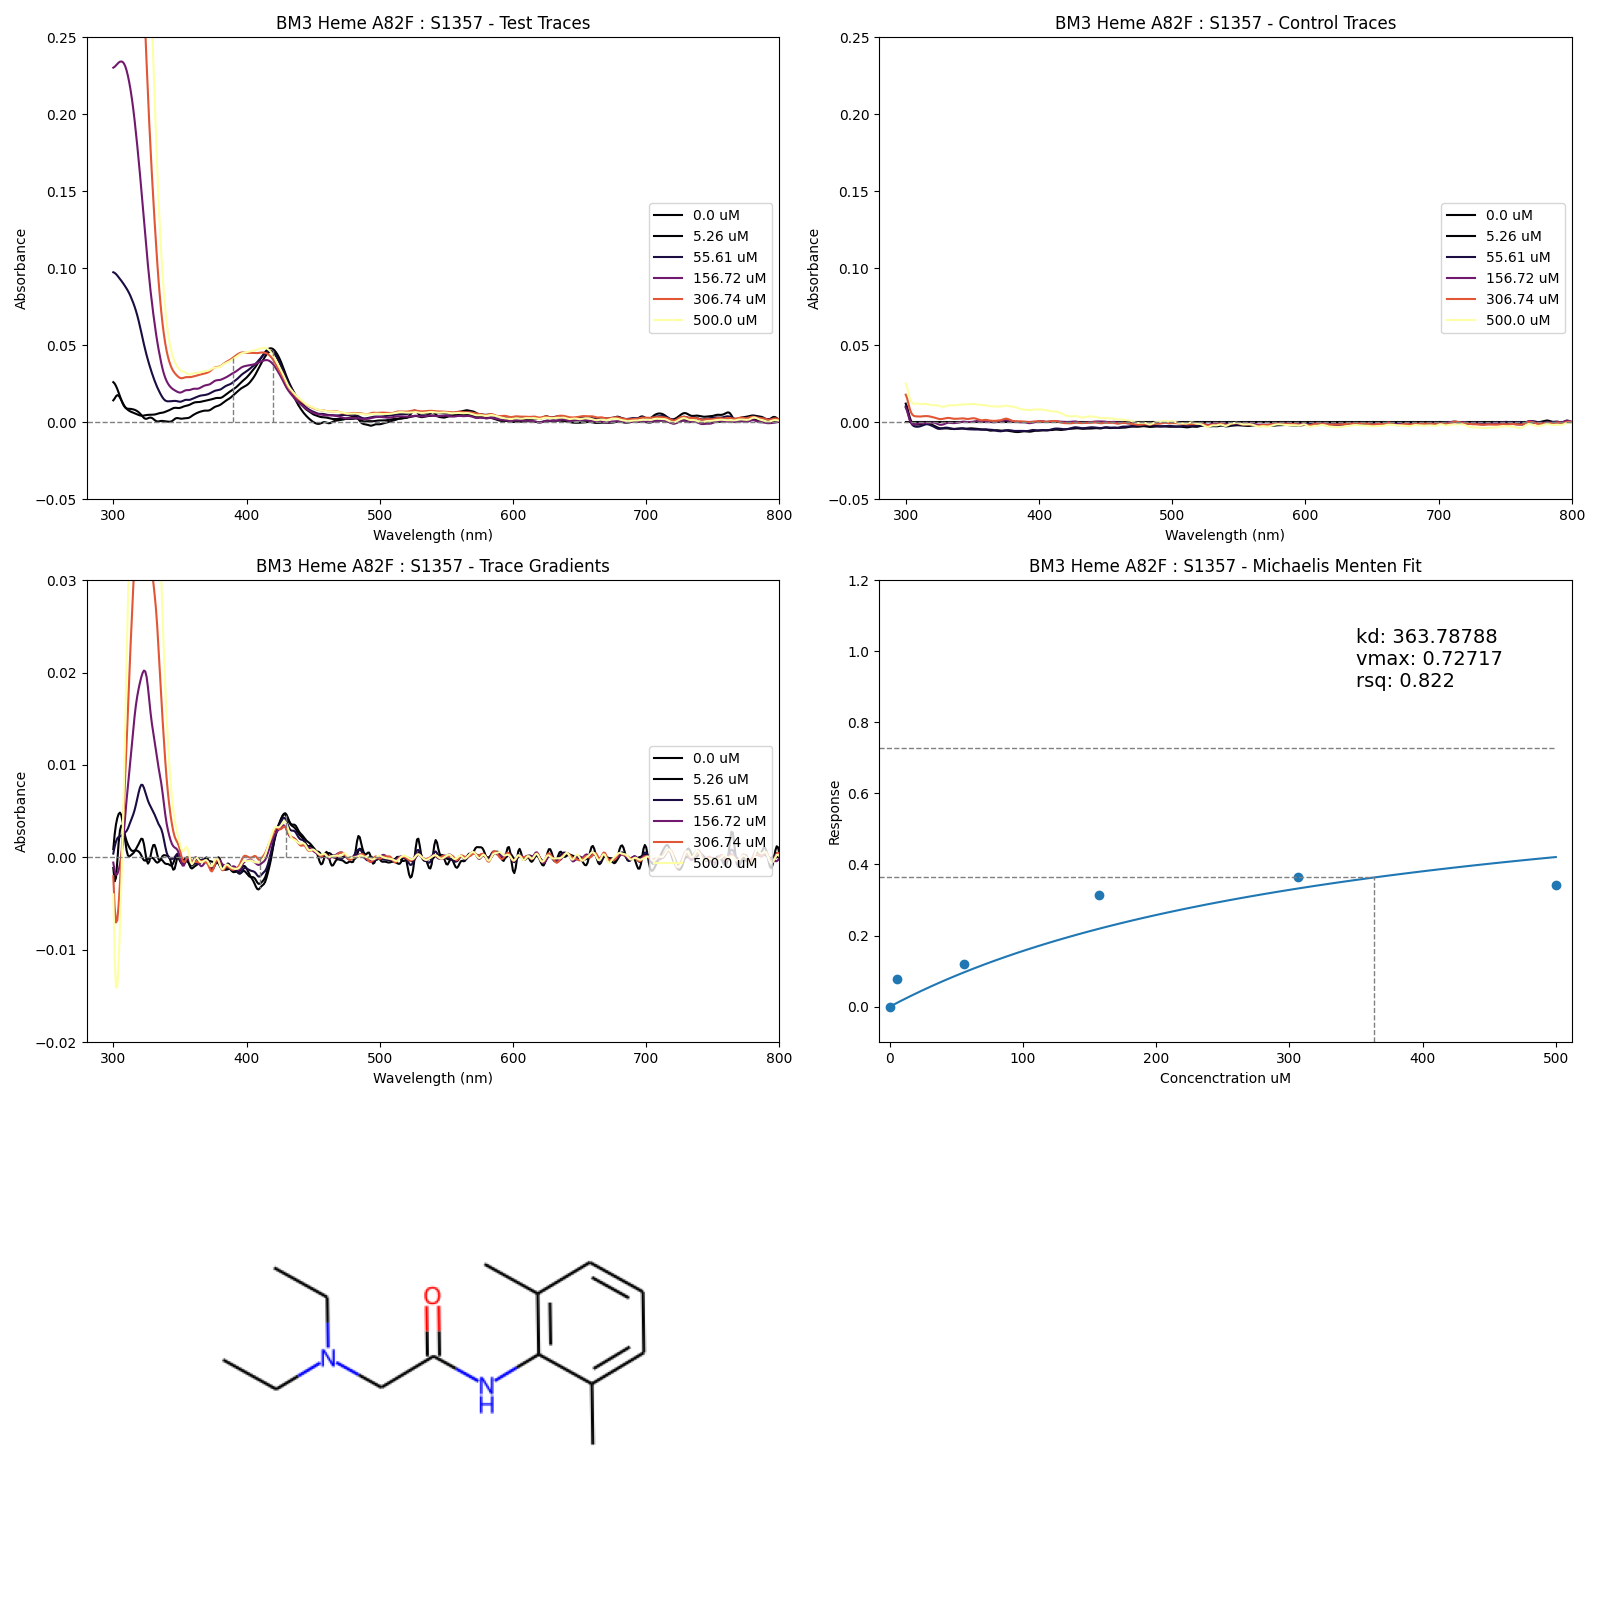 BM3 Heme A82F : S1357 - Test Traces
0.25
0.20
0.15
0.10
0.05
0.00
−0.05
Absorbance
300 400 500 600 700 800
Wavelength (nm)
0.0 uM
5.26 uM
55.61 uM
156.72 uM
306.74 uM
500.0 uM
BM3 Heme A82F : S1357 - Control Traces
0.25
0.20
0.15
0.10
0.05
0.00
−0.05
Absorbance
300 400 500 600 700 800
Wavelength (nm)
0.0 uM
5.26 uM
55.61 uM
156.72 uM
306.74 uM
500.0 uM
BM3 Heme A82F : S1357 - Trace Gradients
0.03
0.02
0.01
0.00
−0.01
−0.02
Absorbance
300 400 500 600 700 800
Wavelength (nm)
0.0 uM
5.26 uM
55.61 uM
156.72 uM
306.74 uM
500.0 uM
BM3 Heme A82F : S1357 - Michaelis Menten Fit
1.2
1.0
0.8
0.6
0.4
0.2
0.0
Response
kd: 363.78788
vmax: 0.72717
rsq: 0.822
0 100 200 300 400 500
Concenctration uM
O
N
N
H